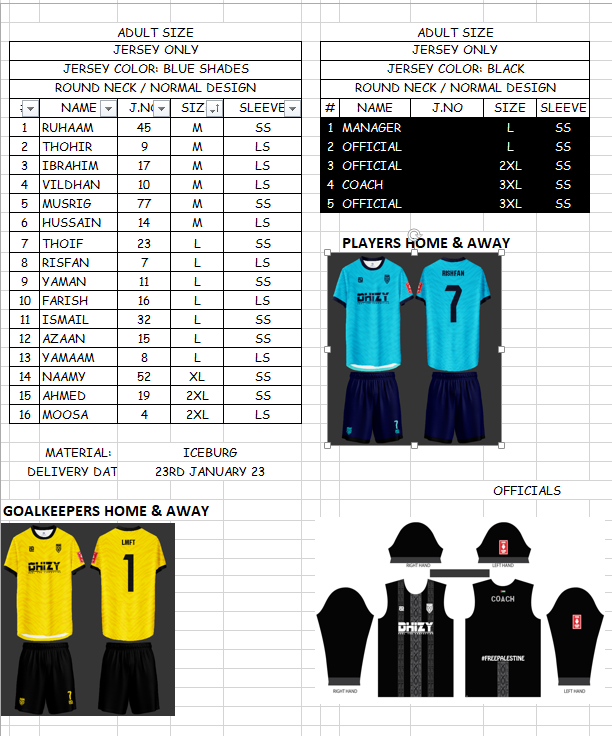 ADULT SIZE
JERSEY ONLY
JERSEY COLOR: BLUE SHADES
ROUND NECK / NORMAL DESIGN
NAME J.NO SIZ SLEEVE
1 RUHAAM 45 M SS
2 THOHIR 9 M LS
3 IBRAHIM 17 M LS
4 VILDHAN 10 M LS
5 MUSRIG 77 M SS
6 HUSSAIN 14 M LS
7 THOIF 23 L SS
8 RISFAN 7 L LS
9 YAMAN 11 L SS
10 FARISH 16 L LS
11 ISMAIL 32 L SS
12 AZAAN 15 L SS
13 YAMAAM 8 L LS
14 NAAMY 52 XL SS
15 AHMED 19 2XL SS
16 MOOSA 4 2XL LS
MATERIAL: ICEBURG
DELIVERY DAT 23RD JANUARY 23
ADULT SIZE
JERSEY ONLY
JERSEY COLOR: BLACK
ROUND NECK / NORMAL DESIGN
# NAME J.NO SIZE SLEEVE
1 MANAGER L SS
2 OFFICIAL L SS
3 OFFICIAL 2XL SS
4 COACH 3XL SS
5 OFFICIAL 3XL SS
PLAYERS HOME & AWAY
DHIZY
RISHFAN
7
7
GOALKEEPERS HOME & AWAY
DHIZY
LMFT
1
7
OFFICIALS
RIGHT HAND
LEFT HAND
DHIZY
COACH
#FREEPALESTINE
RIGHT HAND
LEFT HAND